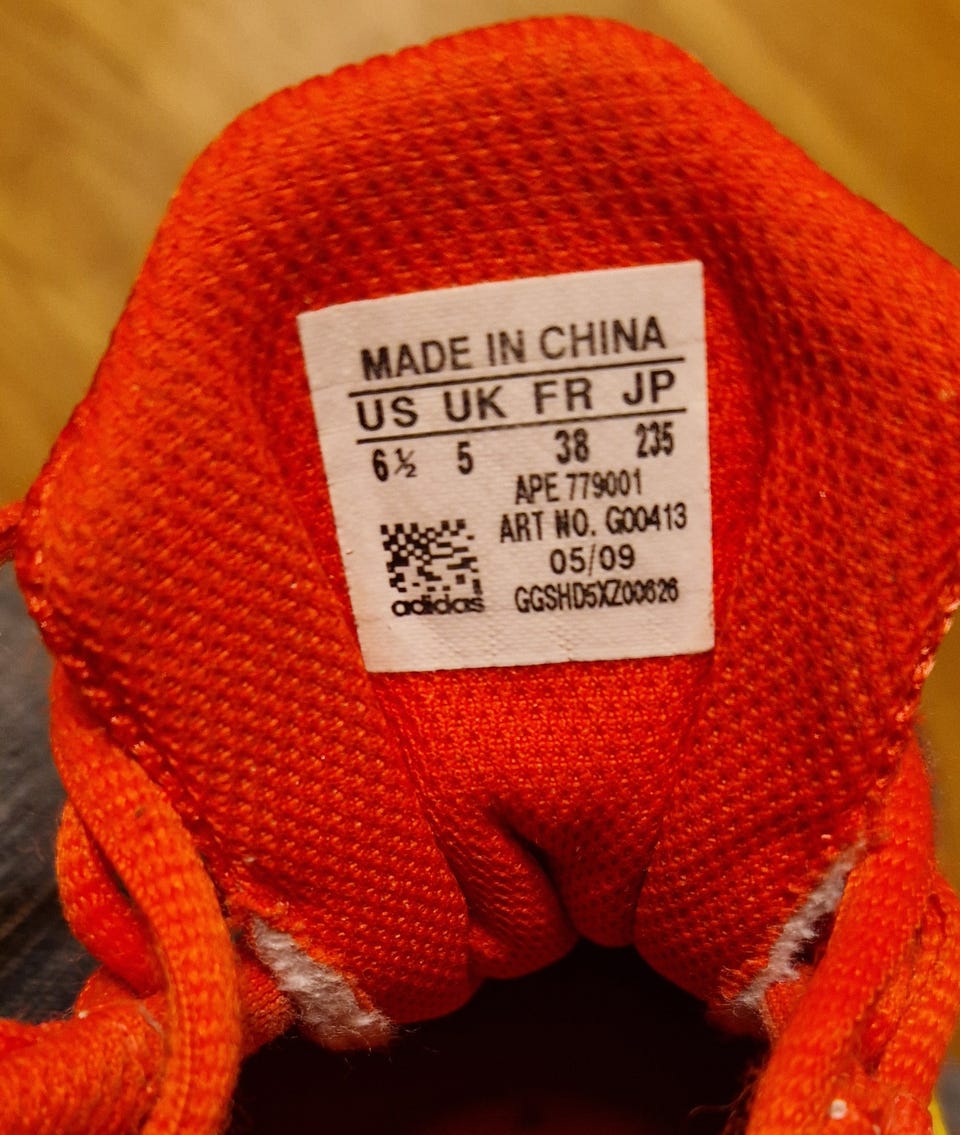 MADE IN CHINA
US UK FR JP
6½ 5 38 235
APE 779001
ART NO. G00413
05/09
adidas GGSHD5XZ00626